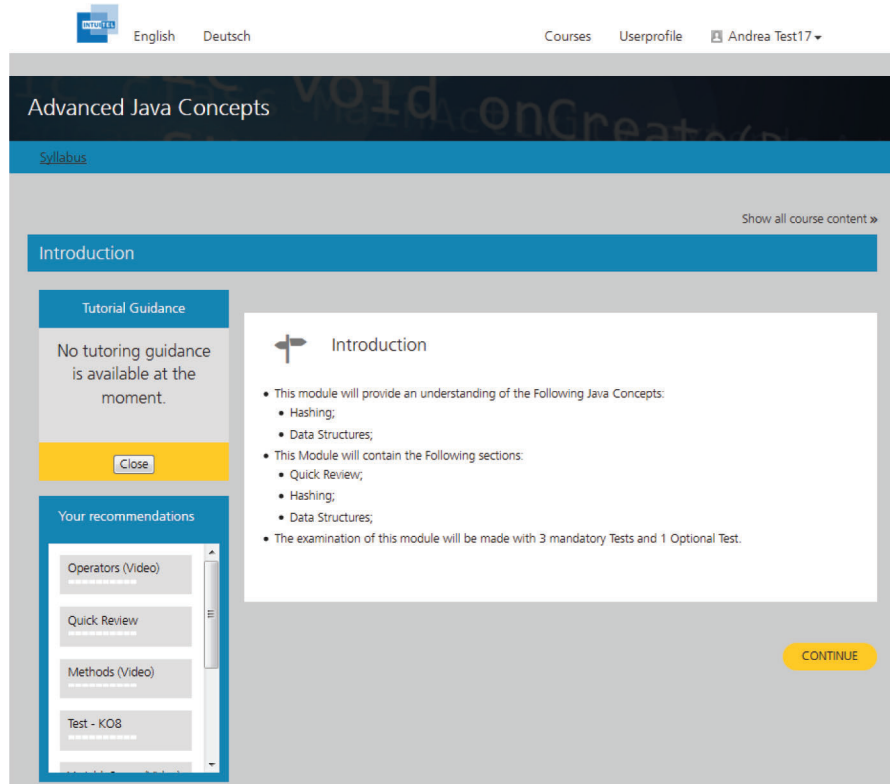 INTUITEL
English Deutsch Courses Userprofile Andrea Test17
Advanced Java Concepts
void onCreate(
Syllabus
Show all course content »
Introduction
Tutorial Guidance
No tutoring guidance
is available at the
moment.
Close
Your recommendations
Operators (Video)
Quick Review
Methods (Video)
Test - KO8
Introduction
• This module will provide an understanding of the Following Java Concepts:
• Hashing;
• Data Structures;
• This Module will contain the Following sections:
• Quick Review;
• Hashing;
• Data Structures;
• The examination of this module will be made with 3 mandatory Tests and 1 Optional Test.
CONTINUE